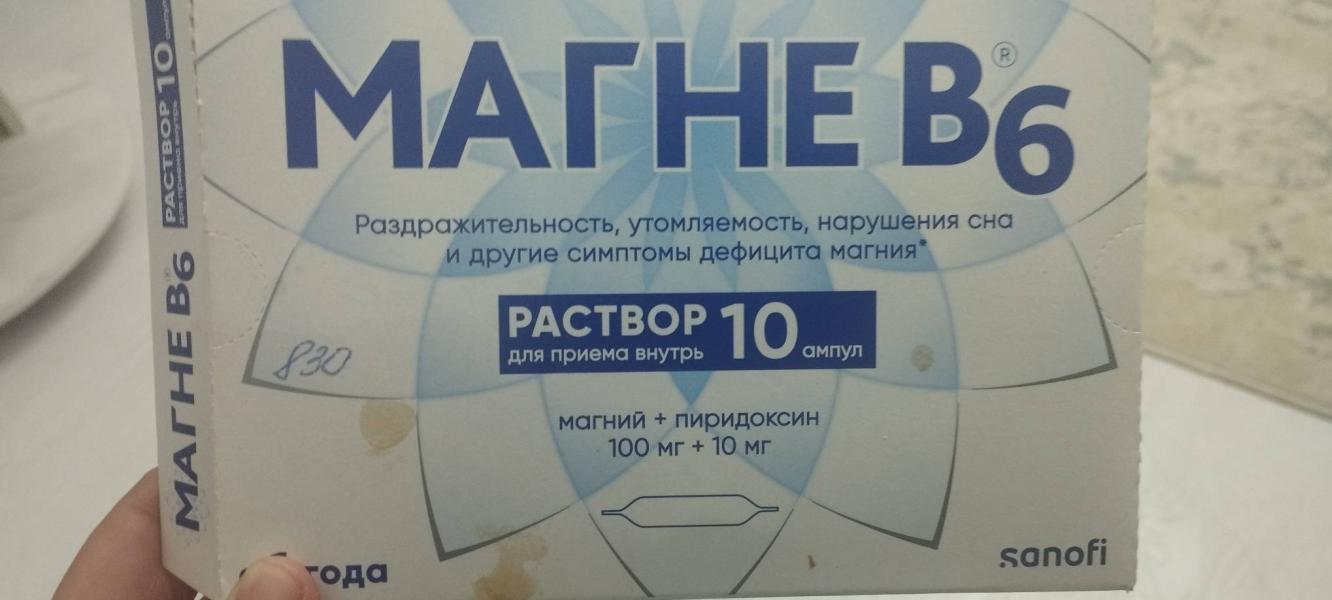 МАГНЕ B6®
Раздражительность, утомляемость, нарушения сна
и другие симптомы дефицита магния*
РАСТВОР 10
для приема внутрь
ампул
830
магний + пиридоксин
100 мг + 10 мг
года
sanofi
МАГНЕ B6®
РАСТВОР 10
для приема внутрь
ампул